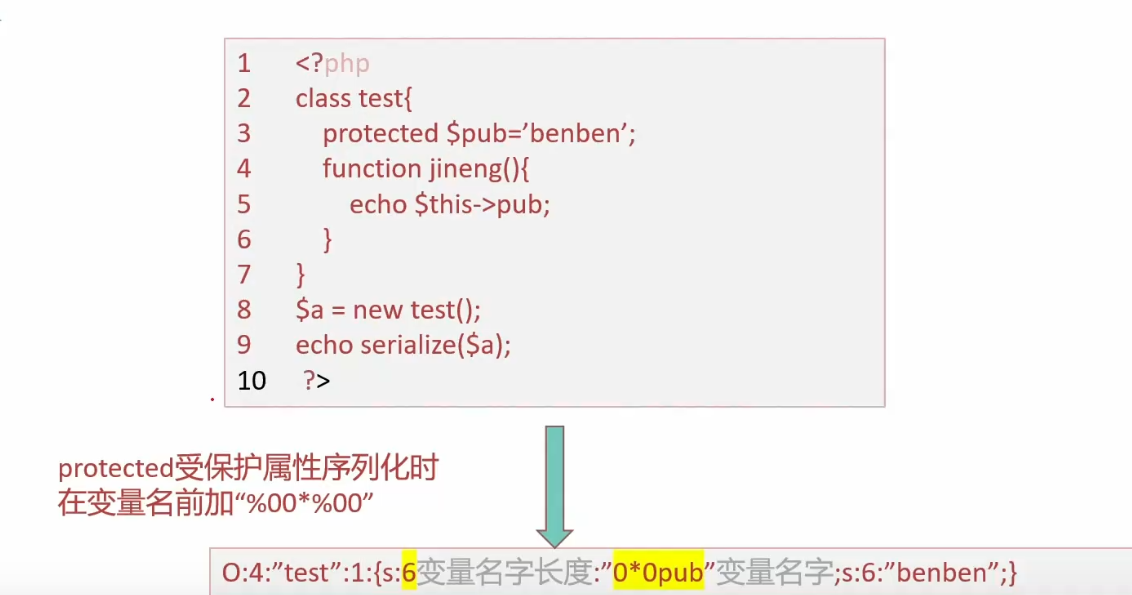 1 <?php
2 class test{
3 protected $pub=’benben’;
4 function jineng(){
5 echo $this->pub;
6 }
7 }
8 $a = new test();
9 echo serialize($a);
10 ?>
protected受保护属性序列化时
在变量名前加“%00*%00”
O:4:”test”:1:{s:6变量名字长度:”0*0pub”变量名字;s:6:”benben”;}